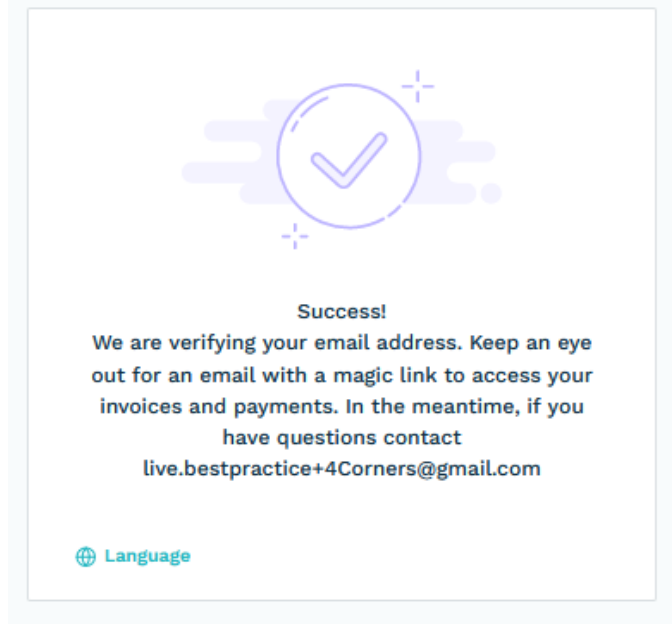 Success!
We are verifying your email address. Keep an eye
out for an email with a magic link to access your
invoices and payments. In the meantime, if you
have questions contact
live.bestpractice+4Corners@gmail.com
Language